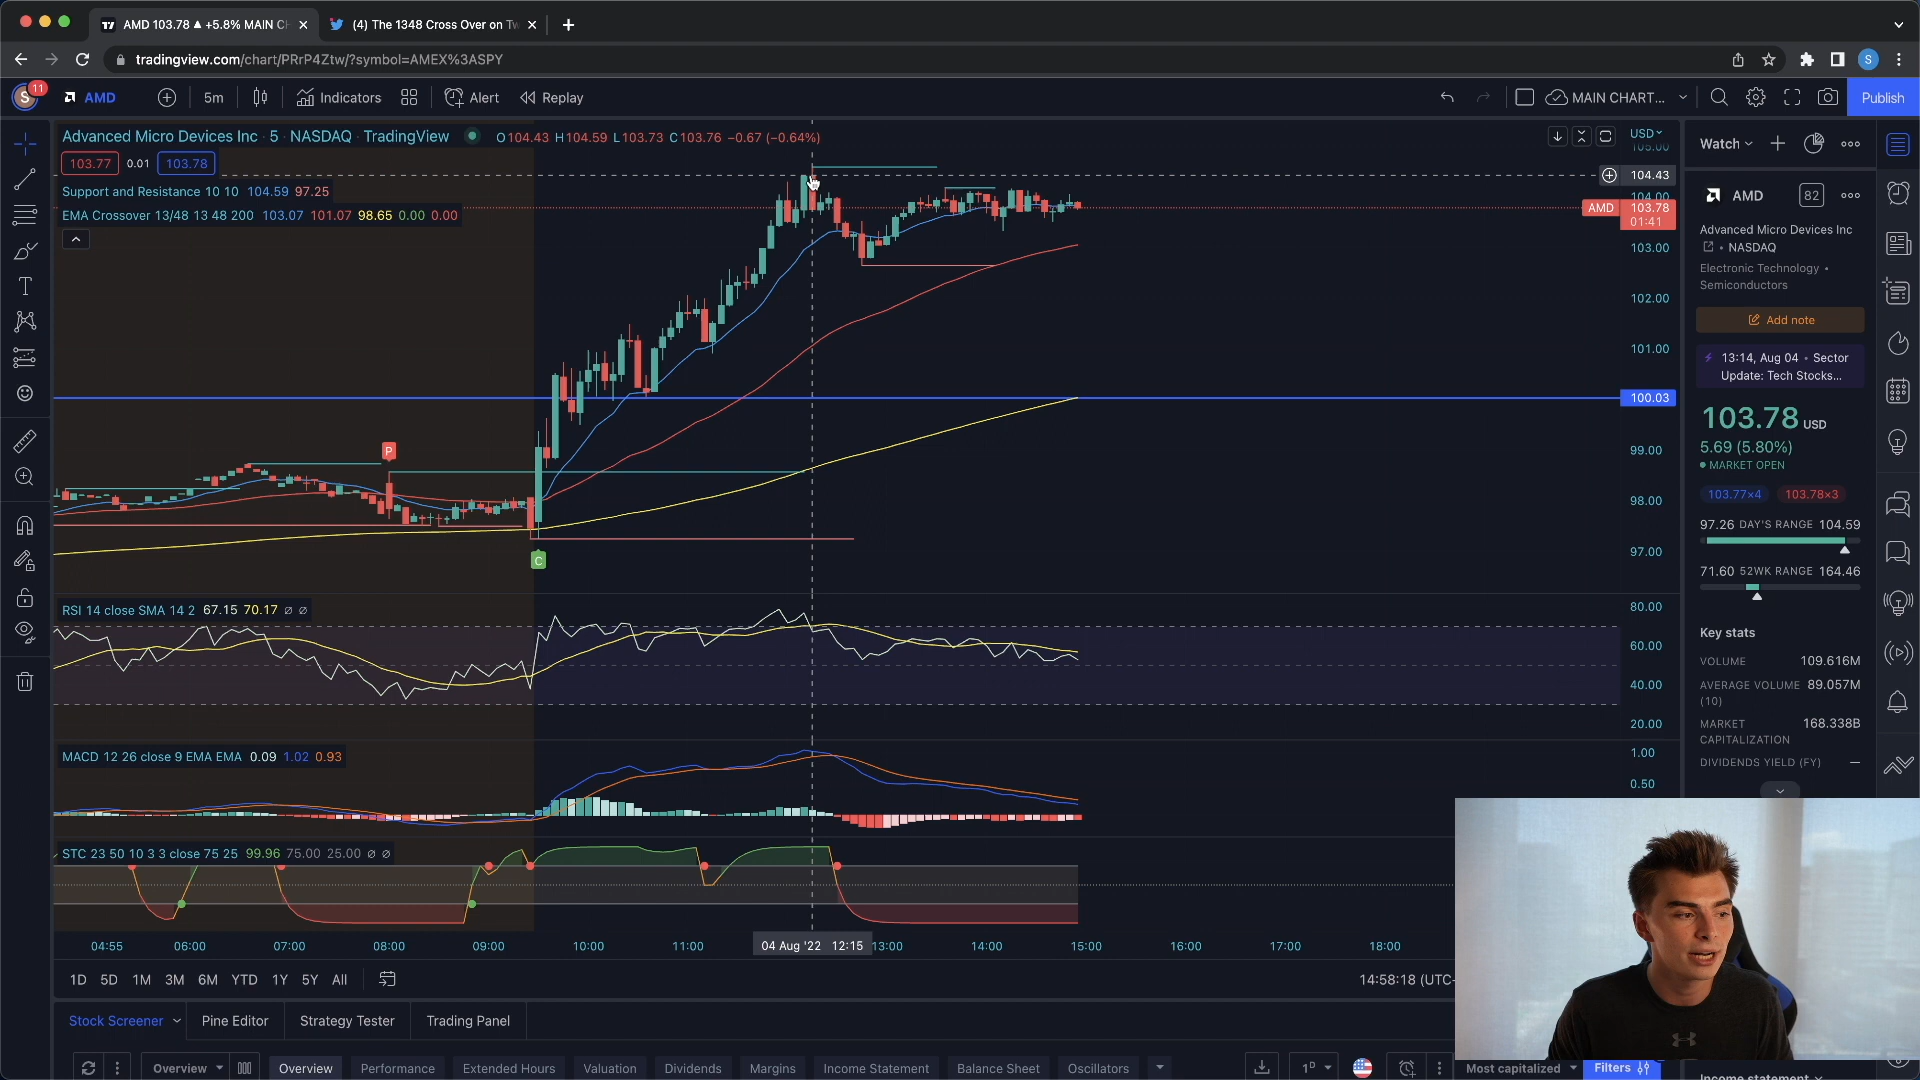 AMD 103.78 ▲ +5.8% MAIN CH
(4) The 1348 Cross Over on Tw
tradingview.com/chart/PRrP4Ztw/?symbol=AMEX%3ASPY
S
S
11
AMD
5m
Indicators
Alert
Replay
MAIN CHART...
Publish
Advanced Micro Devices Inc · 5 · NASDAQ · TradingView
O104.43 H104.59 L103.73 C103.76 −0.67 (−0.64%)
103.77 0.01 103.78
Support and Resistance 10 10 104.59 97.25
EMA Crossover 13/48 13 48 200 103.07 101.07 98.65 0.00 0.00
USD
105.00
104.43
104.00
AMD 103.78
01:41
103.00
102.00
101.00
100.03
99.00
98.00
97.00
P
C
RSI 14 close SMA 14 2 67.15 70.17 ∅ ∅
80.00
60.00
40.00
20.00
MACD 12 26 close 9 EMA EMA 0.09 1.02 0.93
1.00
0.50
STC 23 50 10 3 3 close 75 25 99.96 75.00 25.00 ∅ ∅
04:55 06:00 07:00 08:00 09:00 10:00 11:00 04 Aug '22 12:15 13:00 14:00 15:00 16:00 17:00 18:00
1D 5D 1M 3M 6M YTD 1Y 5Y All
14:58:18 (UTC-
Stock Screener Pine Editor Strategy Tester Trading Panel
Overview Overview Performance Extended Hours Valuation Dividends Margins Income Statement Balance Sheet Oscillators 1D Most capitalized Filters
Watch
AMD 82
Advanced Micro Devices Inc
• NASDAQ
Electronic Technology •
Semiconductors
Add note
13:14, Aug 04 • Sector
Update: Tech Stocks...
103.78 USD
5.69 (5.80%)
MARKET OPEN
103.77×4 103.78×3
97.26 DAY'S RANGE 104.59
71.60 52WK RANGE 164.46
Key stats
VOLUME 109.616M
AVERAGE VOLUME 89.057M
(10)
MARKET 168.338B
CAPITALIZATION
DIVIDENDS YIELD (FY) —
Income statement